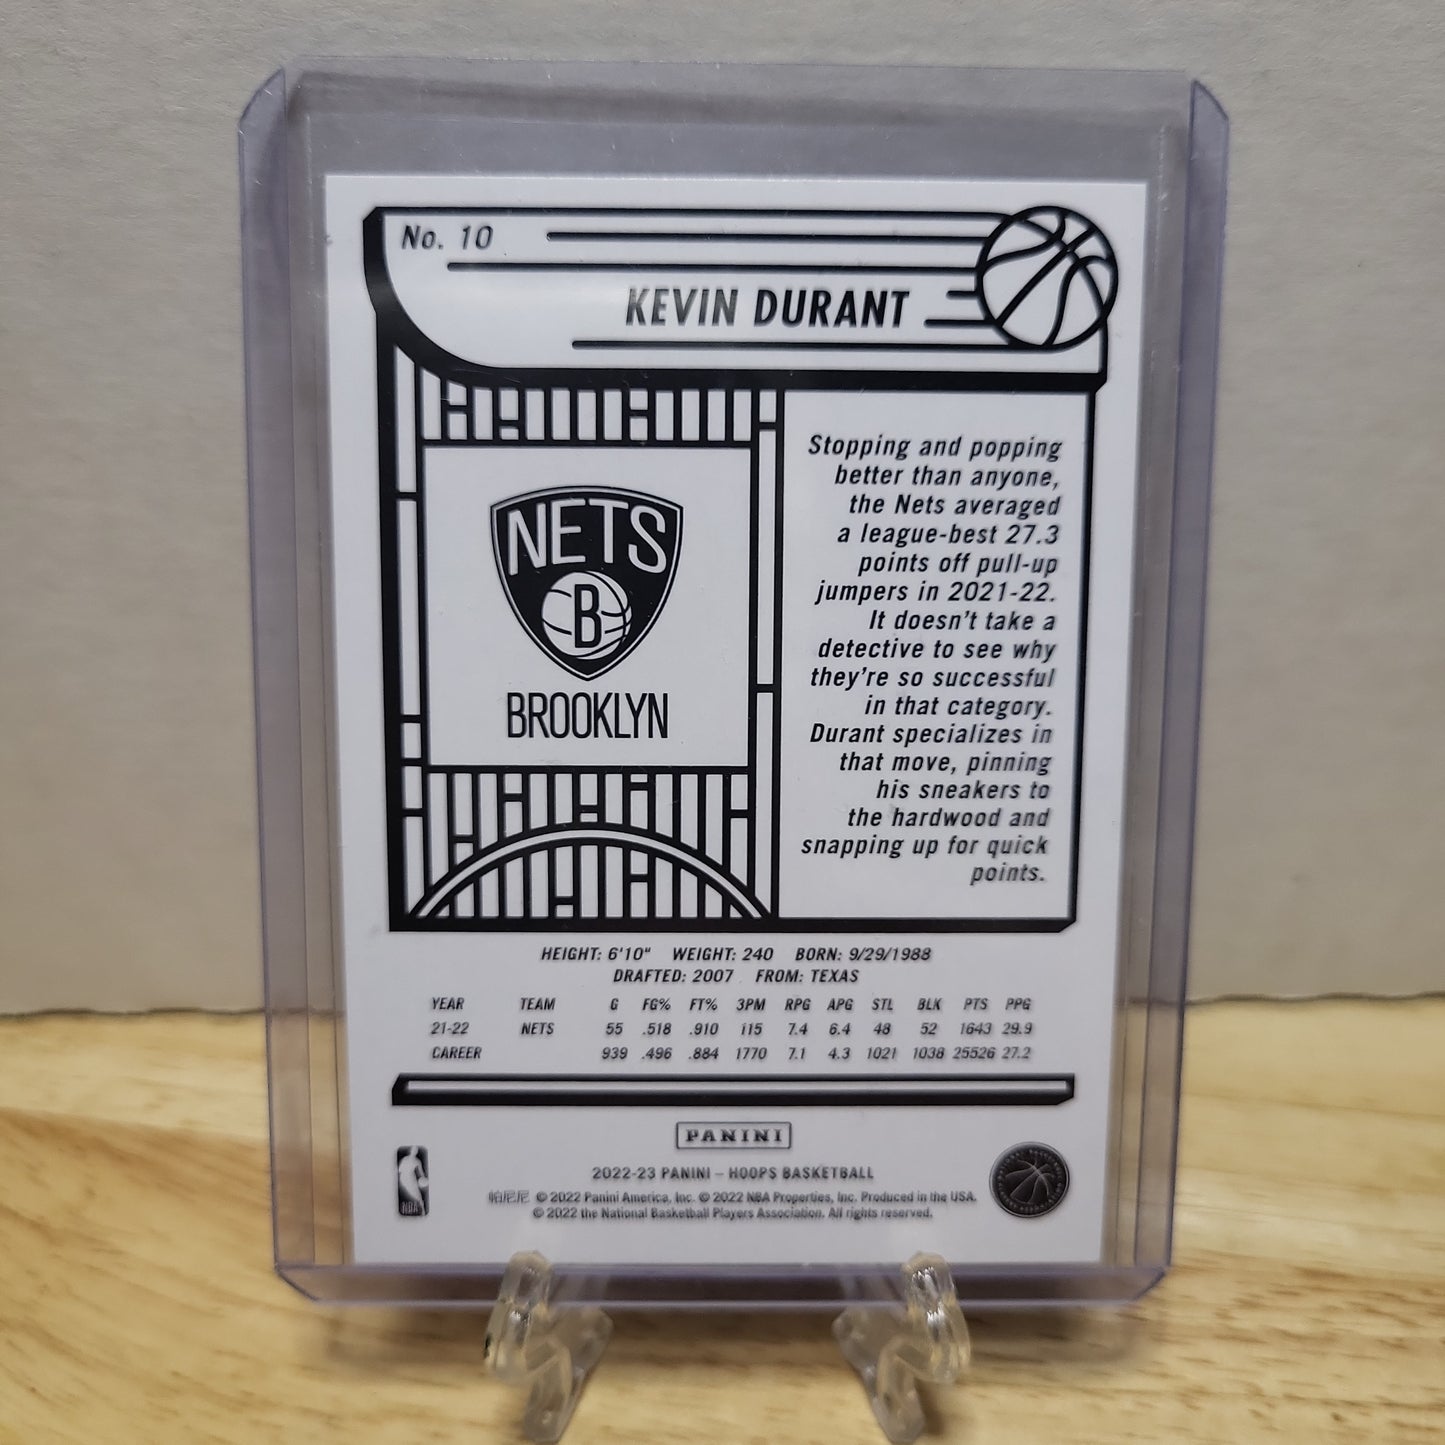 No. 10
KEVIN DURANT
NETS
B
BROOKLYN
Stopping and popping
better than anyone,
the Nets averaged
a league-best 27.3
points off pull-up
jumpers in 2021-22.
It doesn't take a
detective to see why
they're so successful
in that category.
Durant specializes in
that move, pinning
his sneakers to
the hardwood and
snapping up for quick
points.
HEIGHT: 6'10" WEIGHT: 240 BORN: 9/29/1988
DRAFTED: 2007 FROM: TEXAS
YEAR TEAM G FG% FT% 3PM RPG APG STL BLK PTS PPG
21-22 NETS 55 .518 .910 115 7.4 6.4 48 52 1643 29.9
CAREER 939 .496 .884 1770 7.1 4.3 1021 1038 25526 27.2
PANINI
2022-23 PANINI – HOOPS BASKETBALL
帕尼尼 © 2022 Panini America, Inc. © 2022 NBA Properties, Inc. Produced in the USA.
© 2022 the National Basketball Players Association. All rights reserved.
NBA